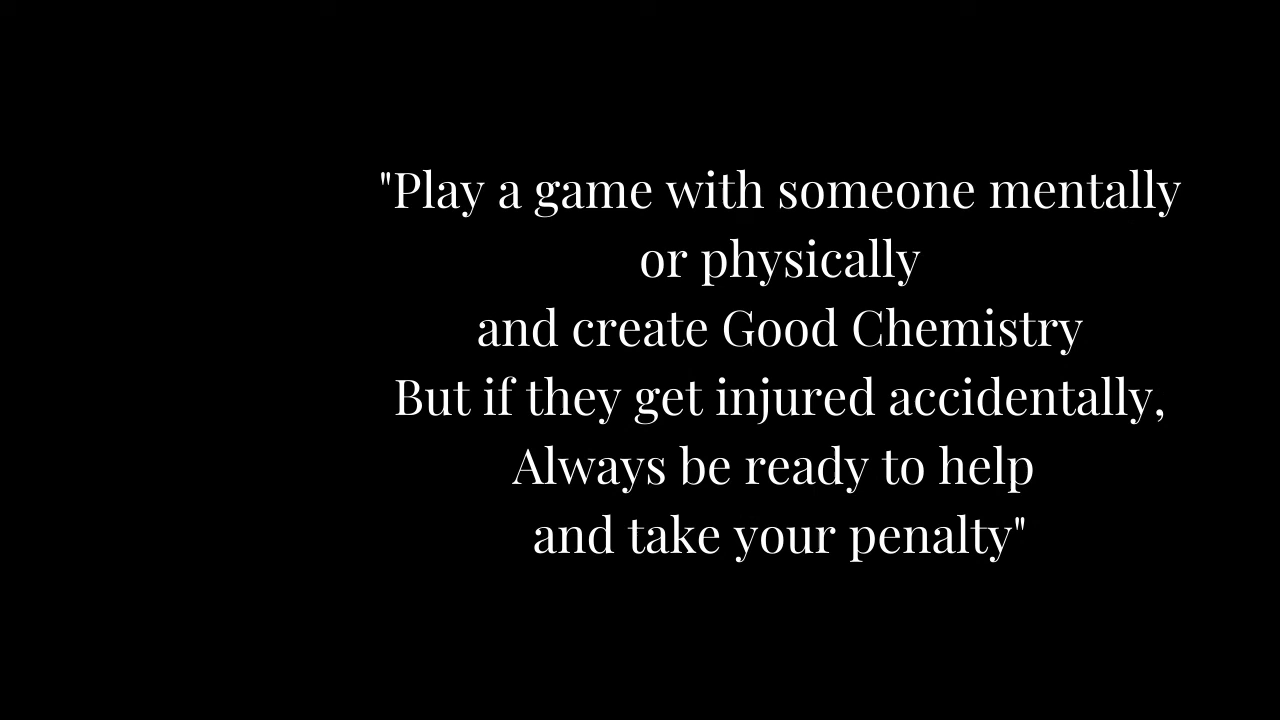 "Play a game with someone mentally
or physically
and create Good Chemistry
But if they get injured accidentally,
Always be ready to help
and take your penalty"